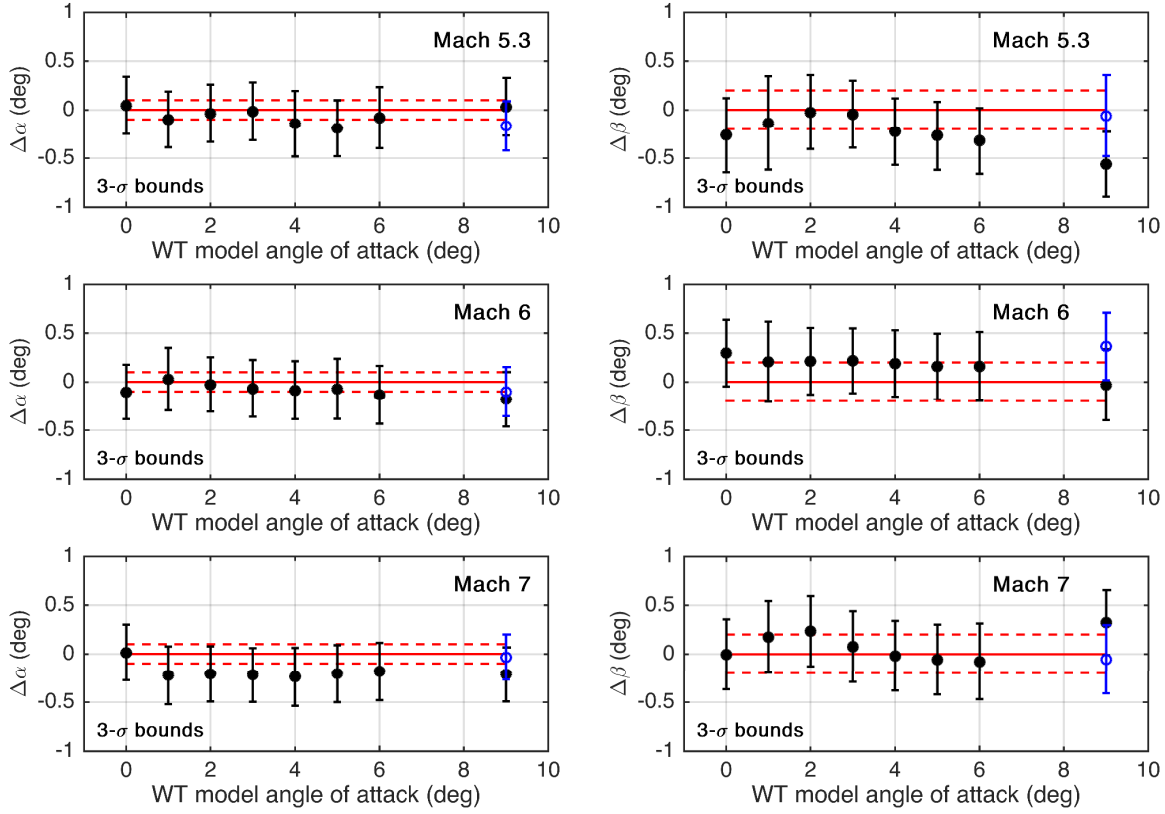 1
0.5
0
-0.5
-1
Δα (deg)
Mach 5.3
3-σ bounds
0 2 4 6 8 10
WT model angle of attack (deg)
1
0.5
0
-0.5
-1
Δβ (deg)
Mach 5.3
3-σ bounds
0 2 4 6 8 10
WT model angle of attack (deg)
1
0.5
0
-0.5
-1
Δα (deg)
Mach 6
3-σ bounds
0 2 4 6 8 10
WT model angle of attack (deg)
1
0.5
0
-0.5
-1
Δβ (deg)
Mach 6
3-σ bounds
0 2 4 6 8 10
WT model angle of attack (deg)
1
0.5
0
-0.5
-1
Δα (deg)
Mach 7
3-σ bounds
0 2 4 6 8 10
WT model angle of attack (deg)
1
0.5
0
-0.5
-1
Δβ (deg)
Mach 7
3-σ bounds
0 2 4 6 8 10
WT model angle of attack (deg)